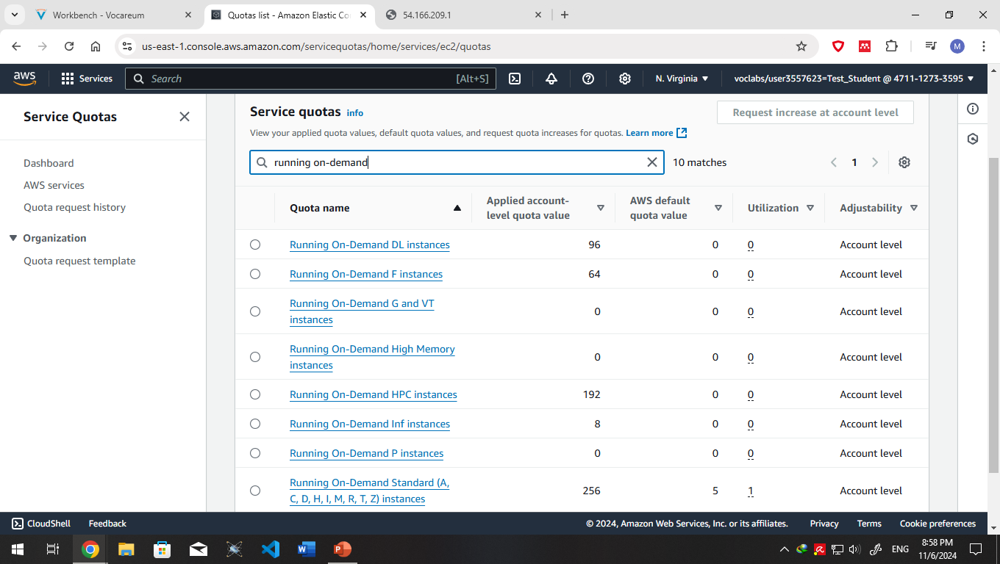 Workbench - Vocareum
Quotas list - Amazon Elastic Co
54.166.209.1
us-east-1.console.aws.amazon.com/servicequotas/home/services/ec2/quotas
M
aws
Services
Search
[Alt+S]
N. Virginia
voclabs/user3557623=Test_Student @ 4711-1273-3595
Service Quotas
Dashboard
AWS services
Quota request history
Organization
Quota request template
Service quotas info
Request increase at account level
View your applied quota values, default quota values, and request quota increases for quotas. Learn more
running on-demand
10 matches
1
Quota name
Applied account-
level quota value
AWS default
quota value
Utilization
Adjustability
Running On-Demand DL instances 96 0 0 Account level
Running On-Demand F instances 64 0 0 Account level
Running On-Demand G and VT
instances 0 0 0 Account level
Running On-Demand High Memory
instances 0 0 0 Account level
Running On-Demand HPC instances 192 0 0 Account level
Running On-Demand Inf instances 8 0 0 Account level
Running On-Demand P instances 0 0 0 Account level
Running On-Demand Standard (A,
C, D, H, I, M, R, T, Z) instances 256 5 1 Account level
CloudShell Feedback
© 2024, Amazon Web Services, Inc. or its affiliates. Privacy Terms Cookie preferences
ENG
8:58 PM
11/6/2024